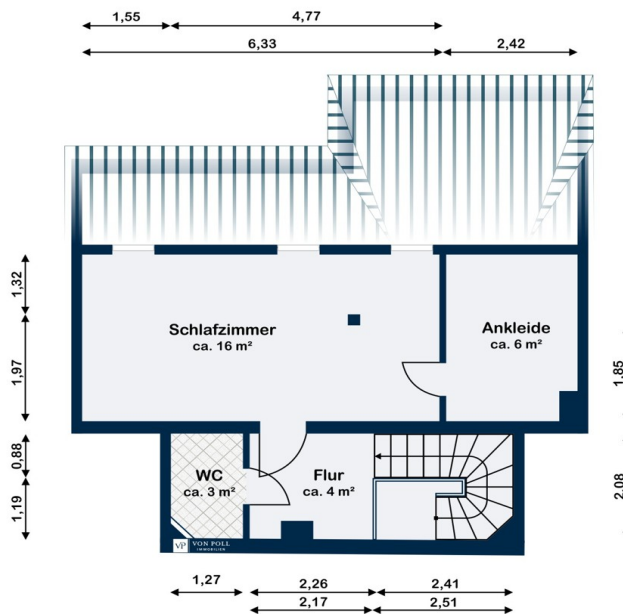 1,55
4,77
6,33
2,42
1,32
1,97
0,88
1,19
Schlafzimmer
ca. 16 m²
Ankleide
ca. 6 m²
1,85
2,08
WC
ca. 3 m²
Flur
ca. 4 m²
VP VON POLL
IMMOBILIEN
1,27
2,26
2,41
2,17
2,51